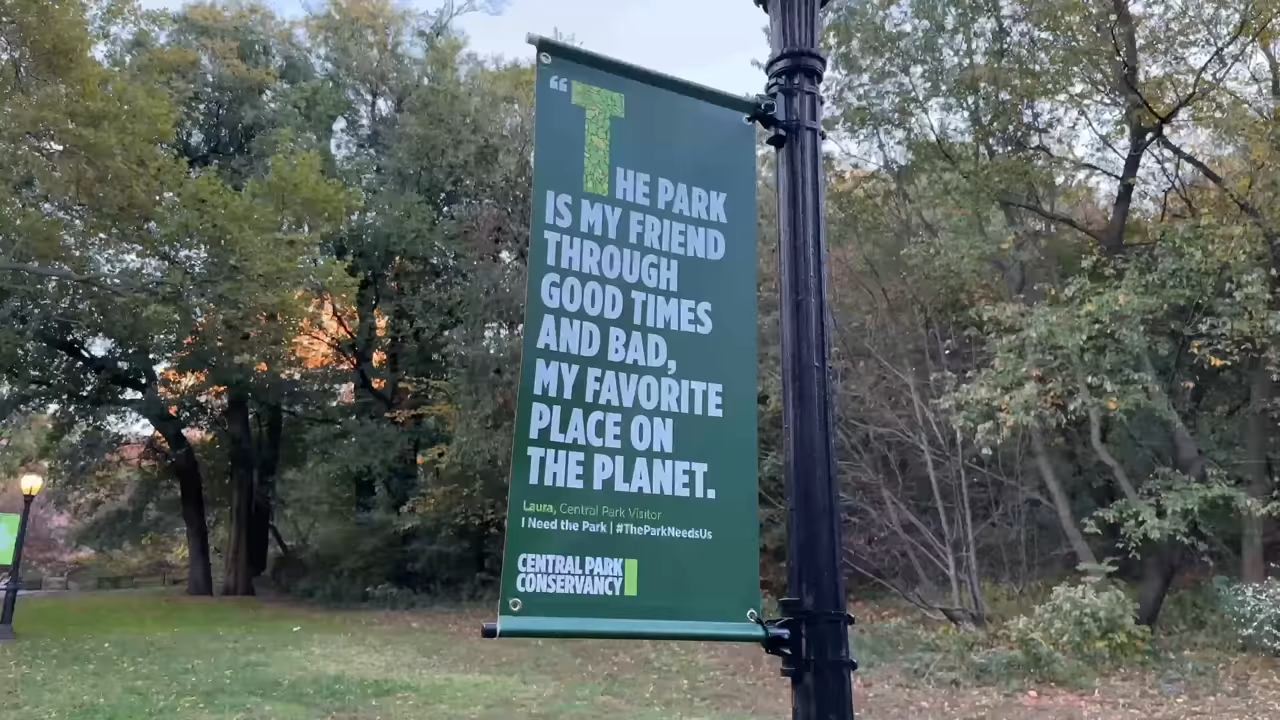 “THE PARK
IS MY FRIEND
THROUGH
GOOD TIMES
AND BAD,
MY FAVORITE
PLACE ON
THE PLANET.
Laura, Central Park Visitor
I Need the Park | #TheParkNeedsUs
CENTRAL PARK
CONSERVANCY